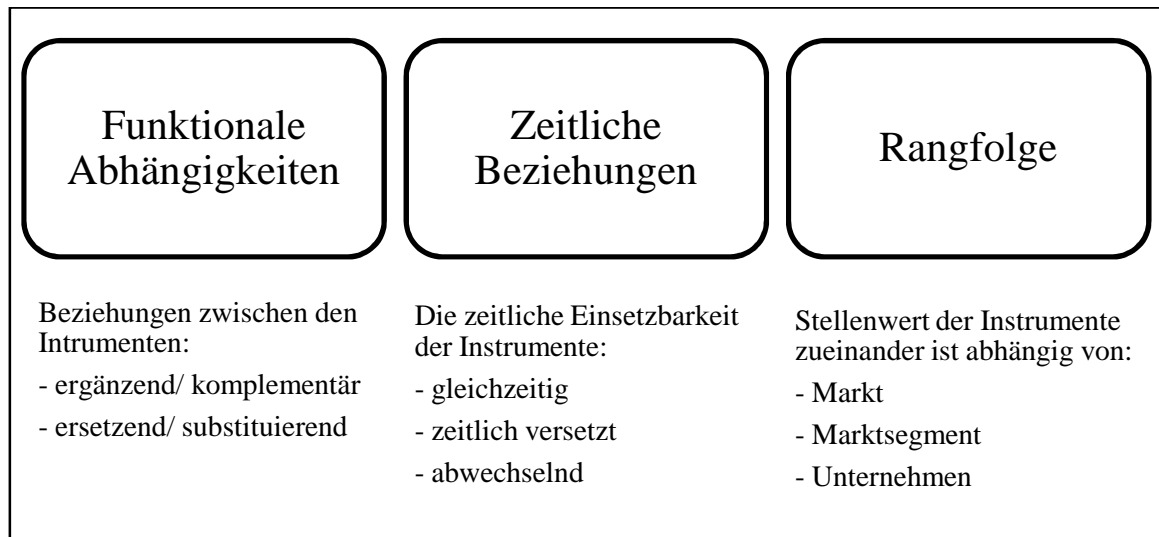 Funktionale
Abhängigkeiten
Zeitliche
Beziehungen
Rangfolge
Beziehungen zwischen den
Intrumenten:
- ergänzend/ komplementär
- ersetzend/ substituierend
Die zeitliche Einsetzbarkeit
der Instrumente:
- gleichzeitig
- zeitlich versetzt
- abwechselnd
Stellenwert der Instrumente
zueinander ist abhängig von:
- Markt
- Marktsegment
- Unternehmen